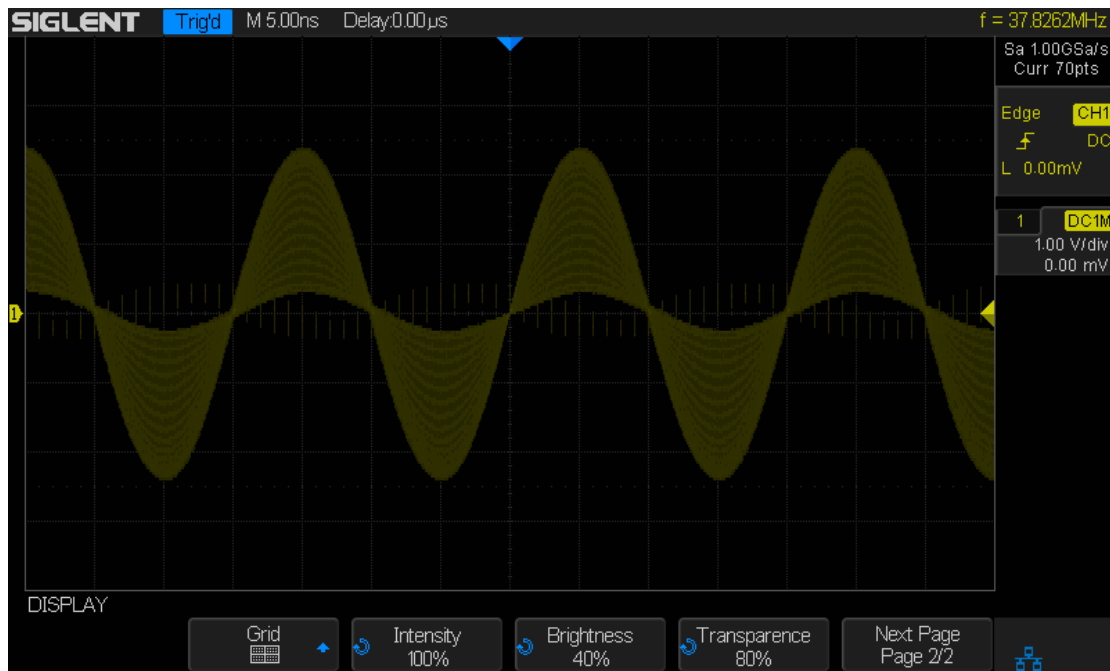 SIGLENT Trig'd M 5.00ns Delay:0.00µs f = 37.8262MHz
Sa 1.00GSa/s
Curr 70pts
Edge CH1
DC
L 0.00mV
1 DC1M
1.00 V/div
0.00 mV
1
DISPLAY
Grid
Intensity
100%
Brightness
40%
Transparence
80%
Next Page
Page 2/2